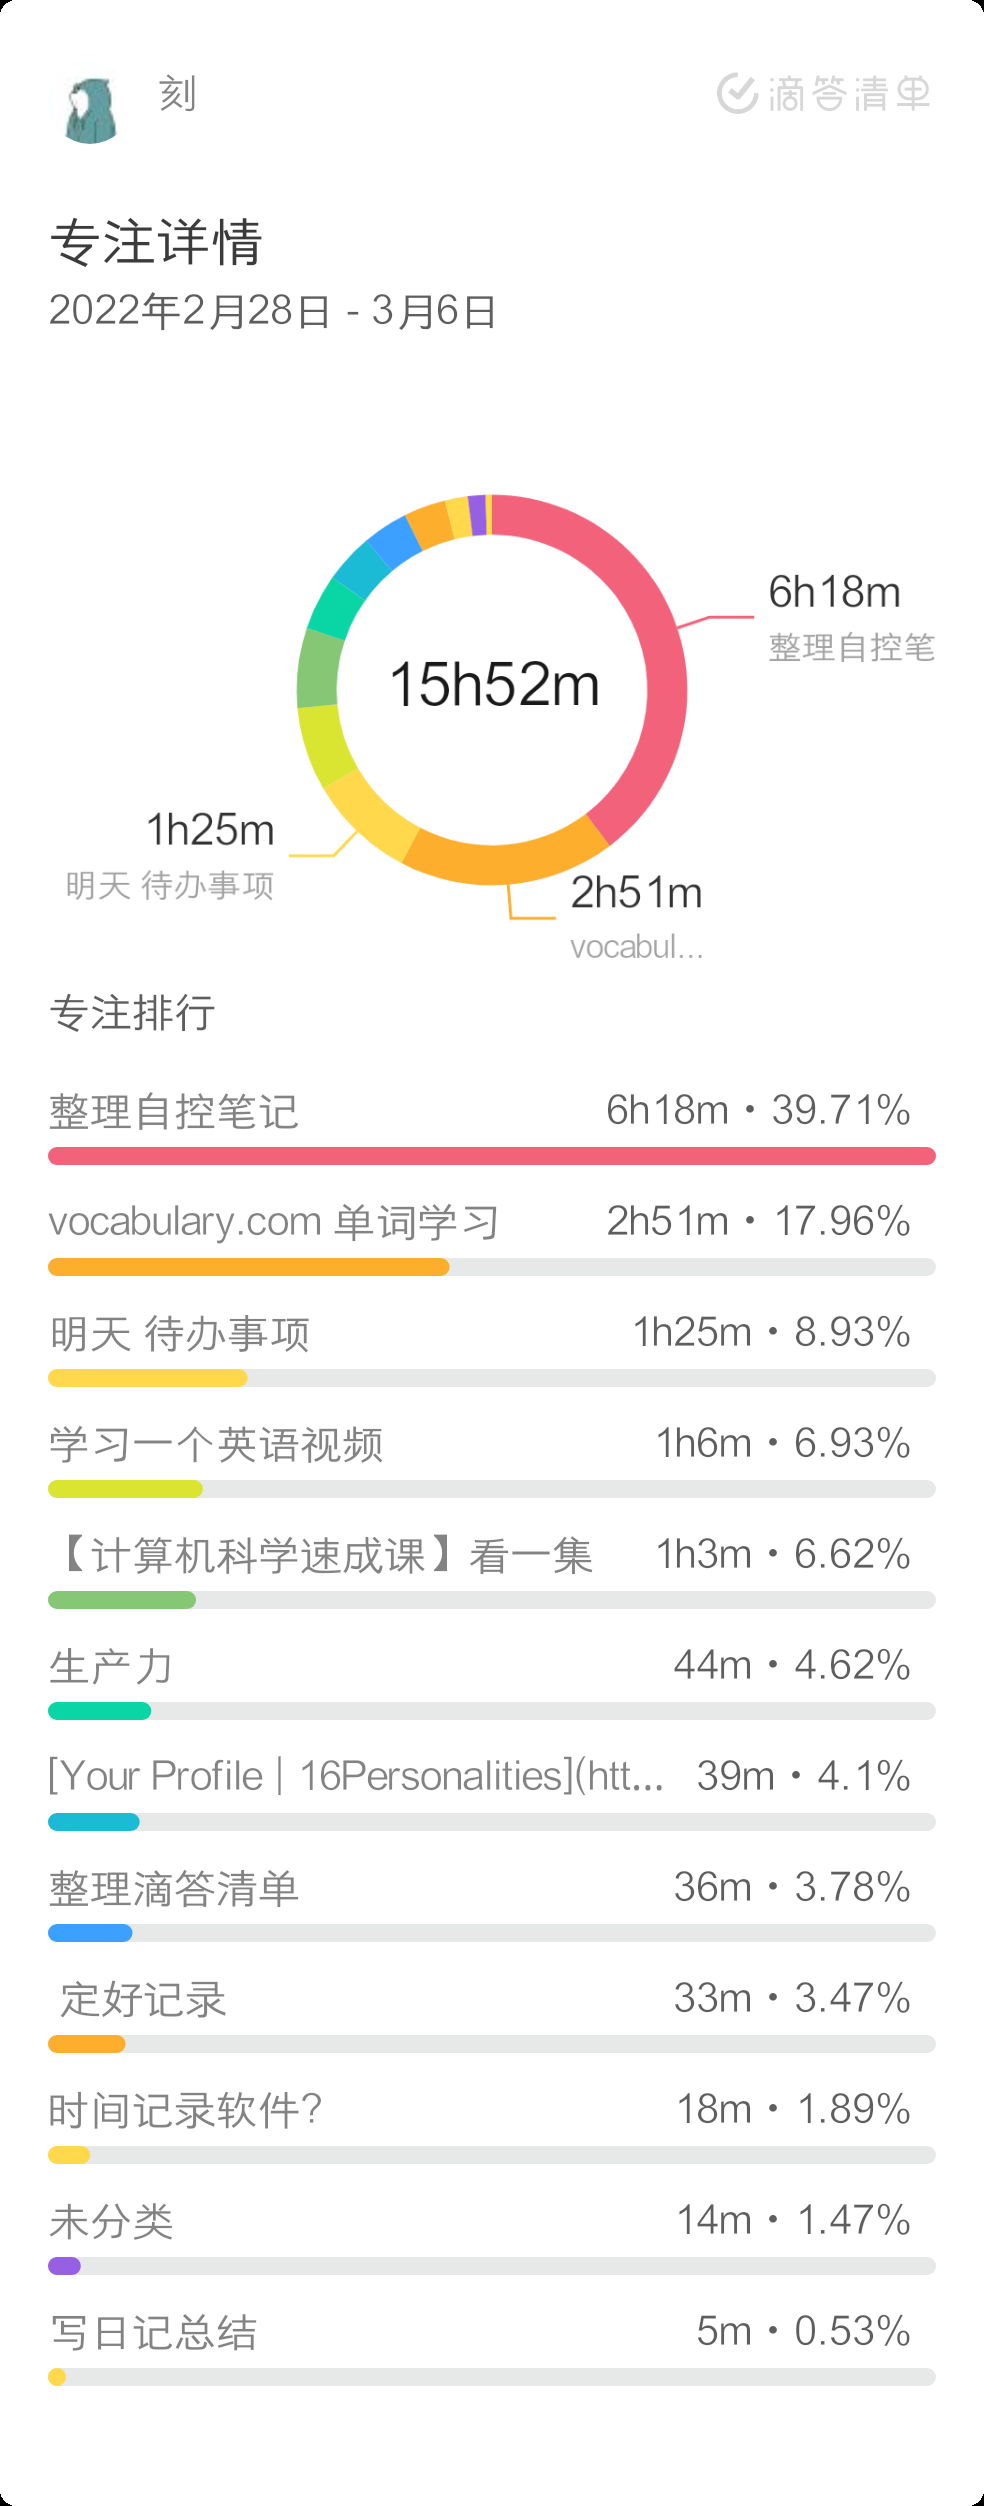 刻
滴答清单
专注详情
2022年2月28日 - 3月6日
15h52m
6h18m
整理自控笔
1h25m
明天 待办事项
2h51m
vocabul...
专注排行
整理自控笔记 6h18m • 39.71%
vocabulary.com 单词学习 2h51m • 17.96%
明天 待办事项 1h25m • 8.93%
学习一个英语视频 1h6m • 6.93%
【计算机科学速成课】看一集 1h3m • 6.62%
生产力 44m • 4.62%
[Your Profile | 16Personalities](htt... 39m • 4.1%
整理滴答清单 36m • 3.78%
定好记录 33m • 3.47%
时间记录软件? 18m • 1.89%
未分类 14m • 1.47%
写日记总结 5m • 0.53%